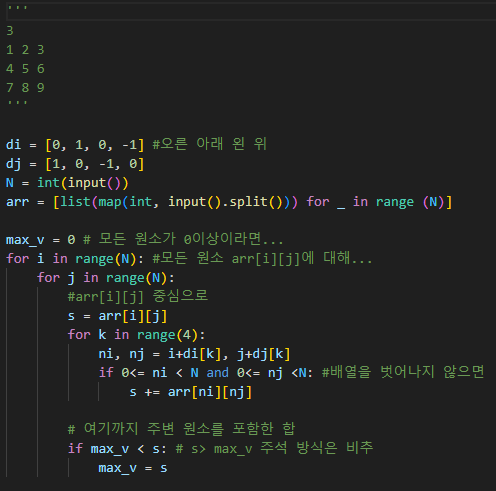 '''
3
1 2 3
4 5 6
7 8 9
'''

di = [0, 1, 0, -1] #오른 아래 왼 위
dj = [1, 0, -1, 0]
N = int(input())
arr = [list(map(int, input().split())) for _ in range (N)]

max_v = 0 # 모든 원소가 0이상이라면...
for i in range(N): #모든 원소 arr[i][j]에 대해...
    for j in range(N):
        #arr[i][j] 중심으로
        s = arr[i][j]
        for k in range(4):
            ni, nj = i+di[k], j+dj[k]
            if 0<= ni < N and 0<= nj <N: #배열을 벗어나지 않으면
                s += arr[ni][nj]

        # 여기까지 주변 원소를 포함한 합
        if max_v < s: # s> max_v 주석 방식은 비추
            max_v = s